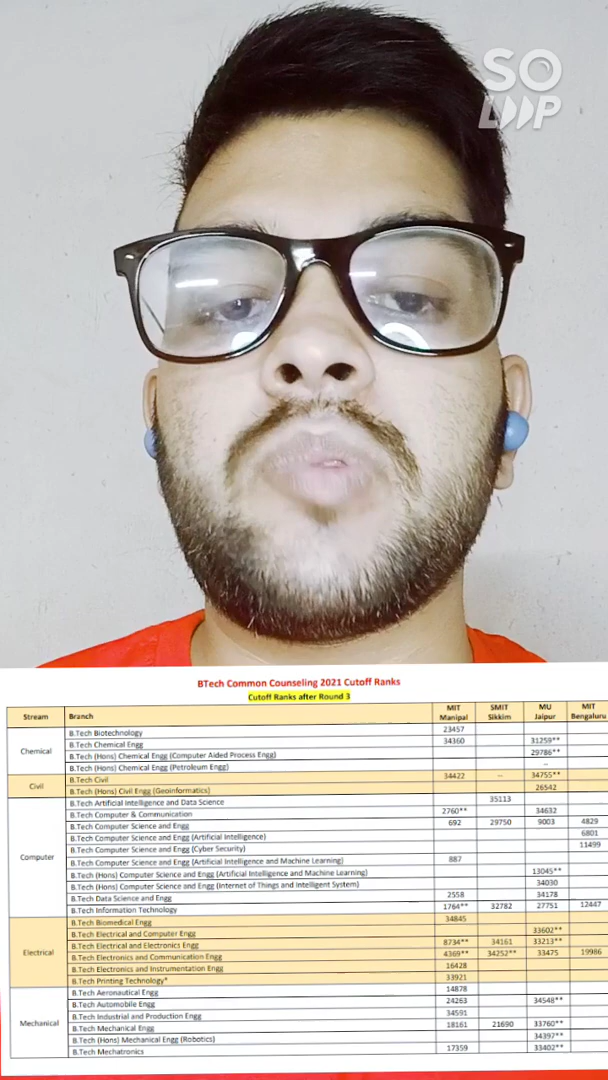 SO
LOOP
BTech Common Counseling 2021 Cutoff Ranks
Cutoff Ranks after Round 3
Stream Branch MIT Manipal SMIT Sikkim MU Jaipur MIT Bengaluru
Chemical
B.Tech Biotechnology 23457
B.Tech Chemical Engg 34360 31259**
B.Tech (Hons) Chemical Engg (Computer Aided Process Engg) 29786**
B.Tech (Hons) Chemical Engg (Petroleum Engg) --
Civil
B.Tech Civil 34422 -- 34755**
B.Tech (Hons) Civil Engg (Geoinformatics) 26542
Computer
B.Tech Artificial Intelligence and Data Science 35113
B.Tech Computer & Communication 2760** 34632
B.Tech Computer Science and Engg 692 29750 9003 4829
B.Tech Computer Science and Engg (Artificial Intelligence) 6801
B.Tech Computer Science and Engg (Cyber Security) 11499
B.Tech Computer Science and Engg (Artificial Intelligence and Machine Learning) 887
B.Tech (Hons) Computer Science and Engg (Artificial Intelligence and Machine Learning) 13045**
B.Tech (Hons) Computer Science and Engg (Internet of Things and Intelligent System) 34030
B.Tech Data Science and Engg 2558 34178
B.Tech Information Technology 1764** 32782 27751 12447
Electrical
B.Tech Biomedical Engg 34845
B.Tech Electrical and Computer Engg 33602**
B.Tech Electrical and Electronics Engg 8734** 34161 33213**
B.Tech Electronics and Communication Engg 4369** 34252** 33475 19986
B.Tech Electronics and Instrumentation Engg 16428
B.Tech Printing Technology* 33921
Mechanical
B.Tech Aeronautical Engg 14878
B.Tech Automobile Engg 24263 34548**
B.Tech Industrial and Production Engg 34591
B.Tech Mechanical Engg 18161 21690 33760**
B.Tech (Hons) Mechanical Engg (Robotics) 34397**
B.Tech Mechatronics 17359 33402**